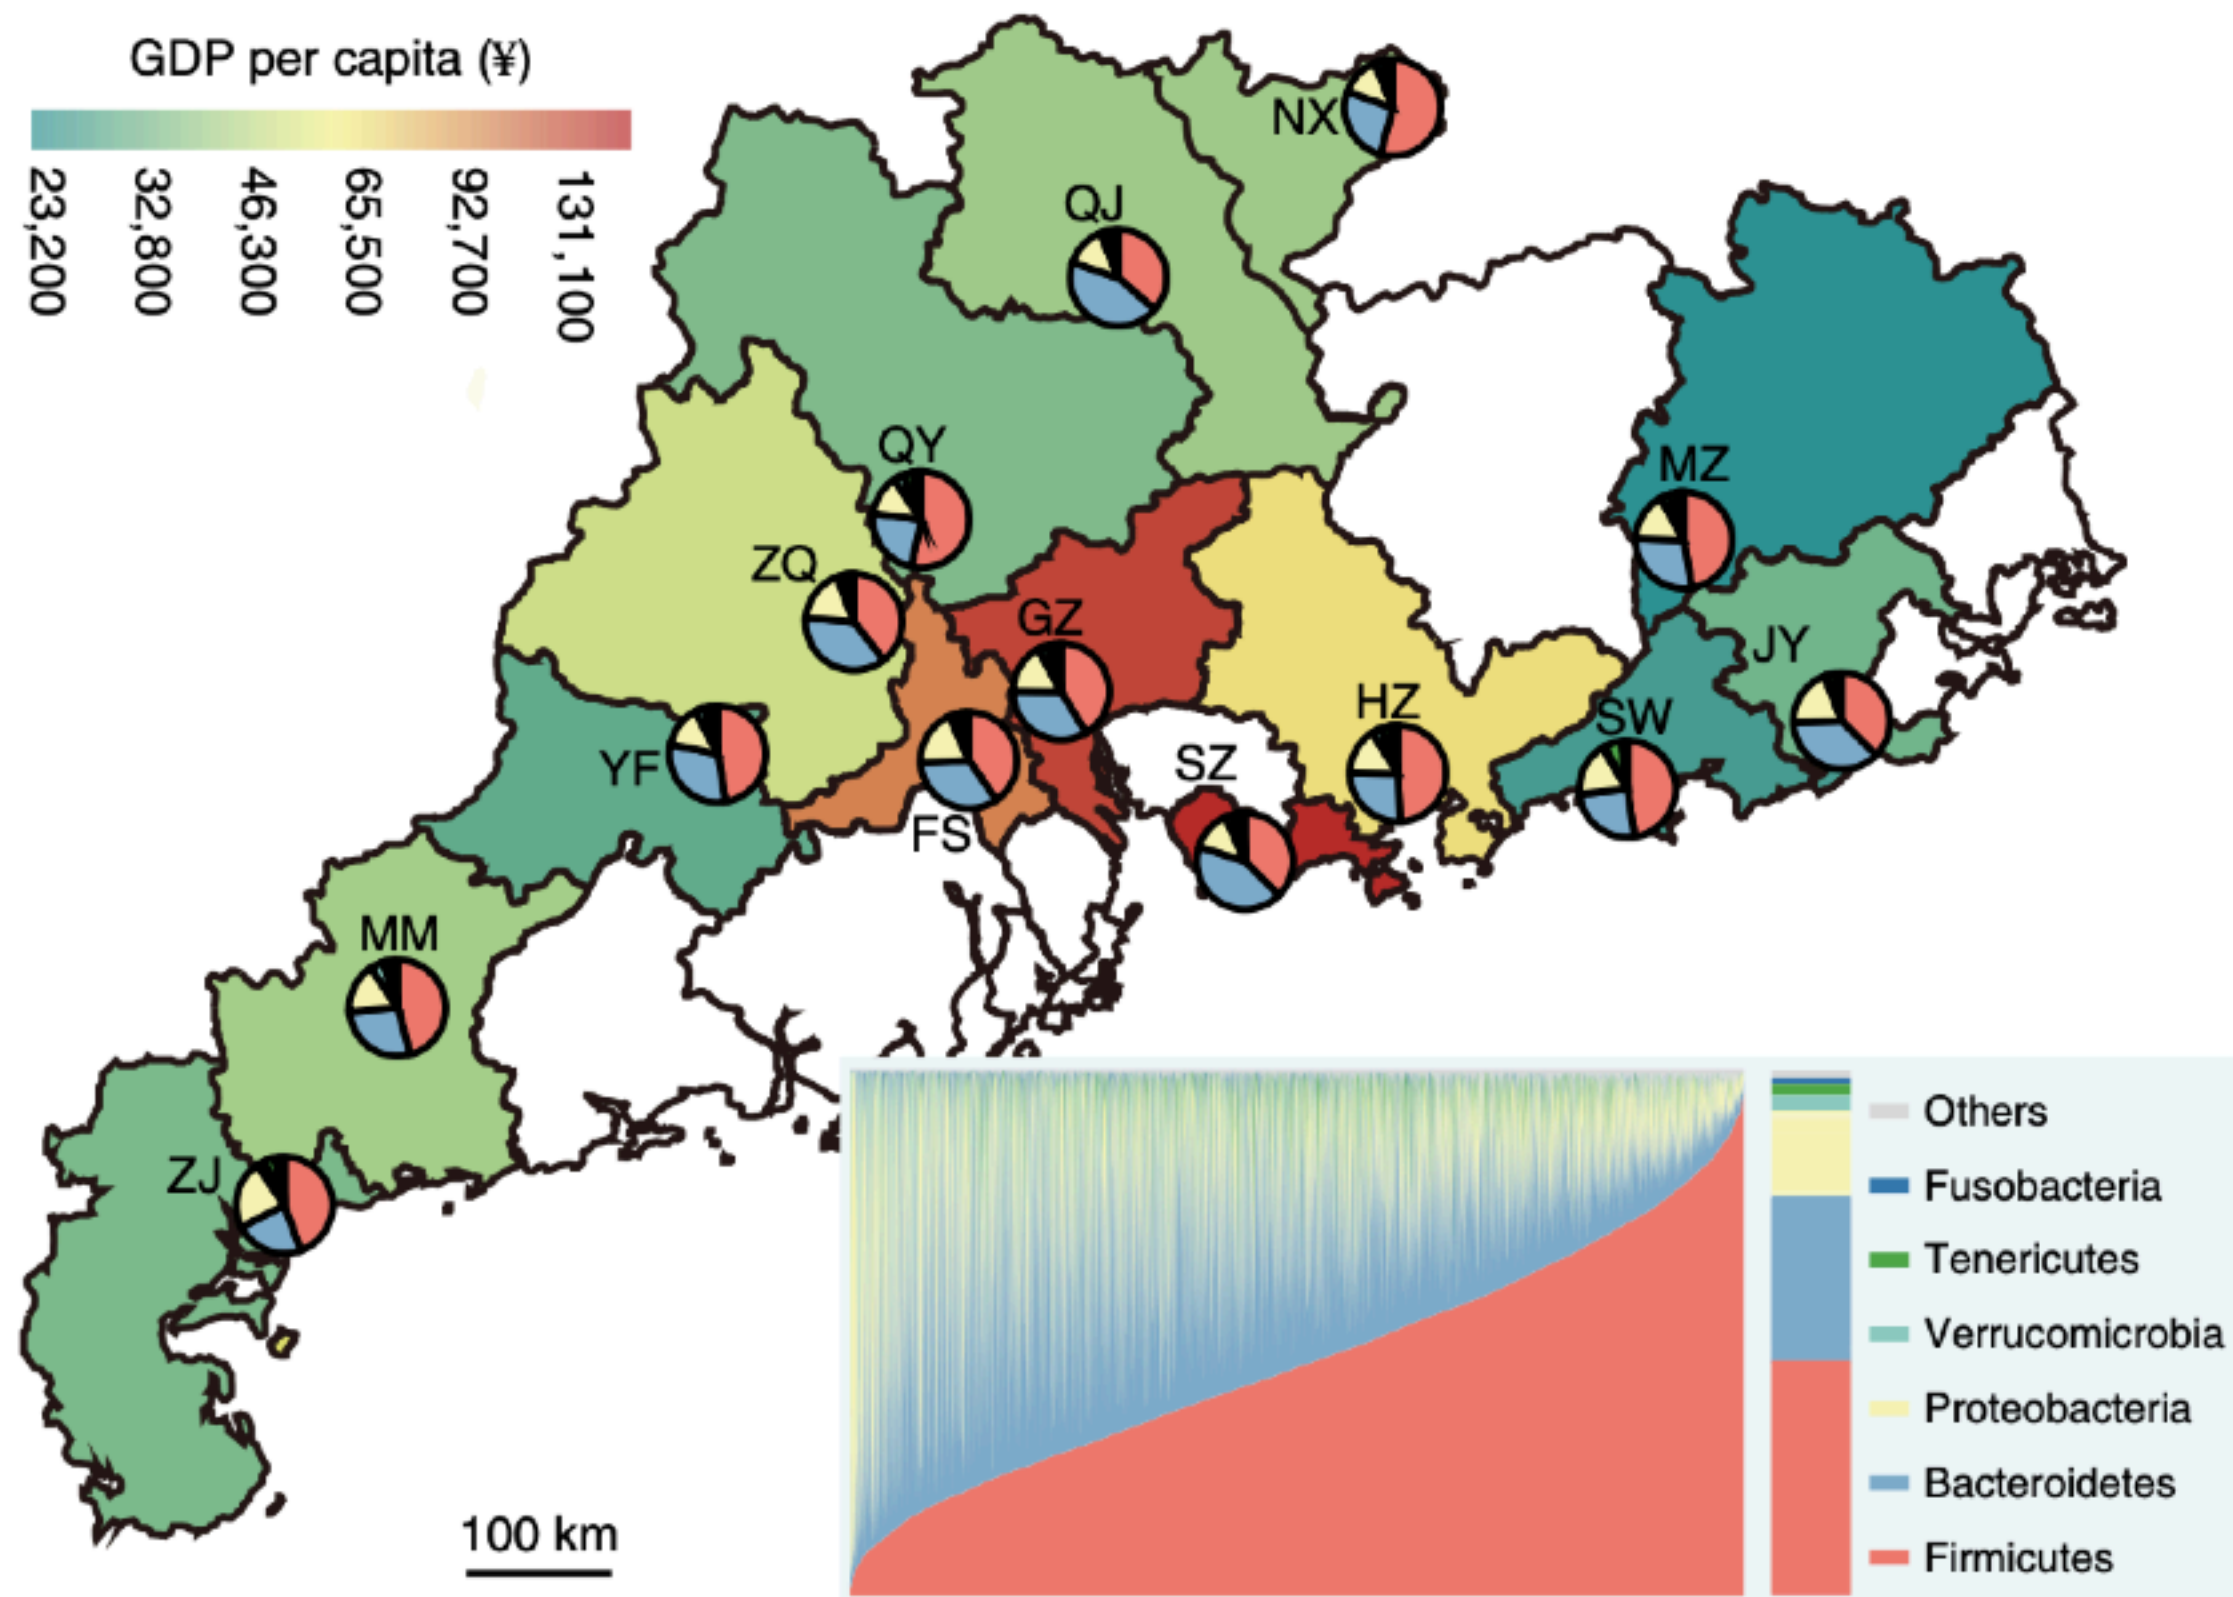 GDP per capita (¥)
23,200
32,800
46,300
65,500
92,700
131,100
NX
QJ
QY
MZ
ZQ
GZ
JY
HZ
SW
SZ
YF
FS
MM
ZJ
100 km
Others
Fusobacteria
Tenericutes
Verrucomicrobia
Proteobacteria
Bacteroidetes
Firmicutes